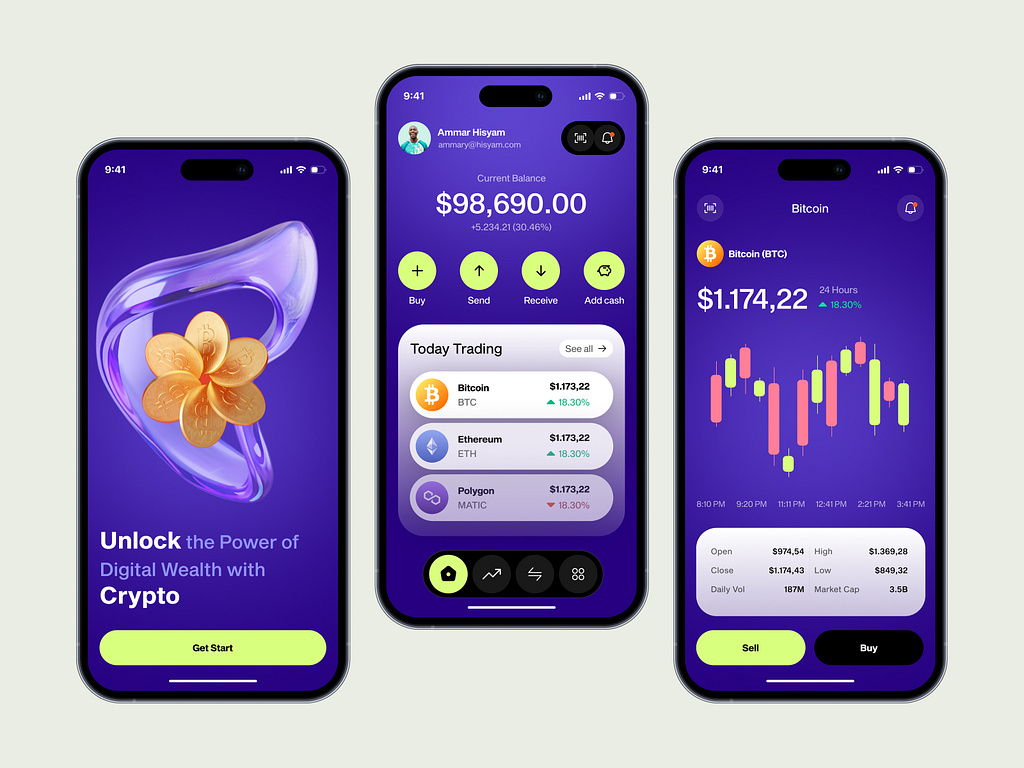 9:41
Unlock the Power of
Digital Wealth with
Crypto
Get Start
9:41
Ammar Hisyam
ammary@hisyam.com
Current Balance
$98,690.00
+5.234.21 (30.46%)
Buy Send Receive Add cash
Today Trading See all
Bitcoin $1.173,22
BTC 18.30%
Ethereum $1.173,22
ETH 18.30%
Polygon $1.173,22
MATIC 18.30%
9:41
Bitcoin
Bitcoin (BTC)
$1.174,22
24 Hours
18.30%
8:10 PM 9:20 PM 11:11 PM 12:41 PM 2:21 PM 3:41 PM
Open $974,54 High $1.369,28
Close $1.174,43 Low $849,32
Daily Vol 187M Market Cap 3.5B
Sell Buy